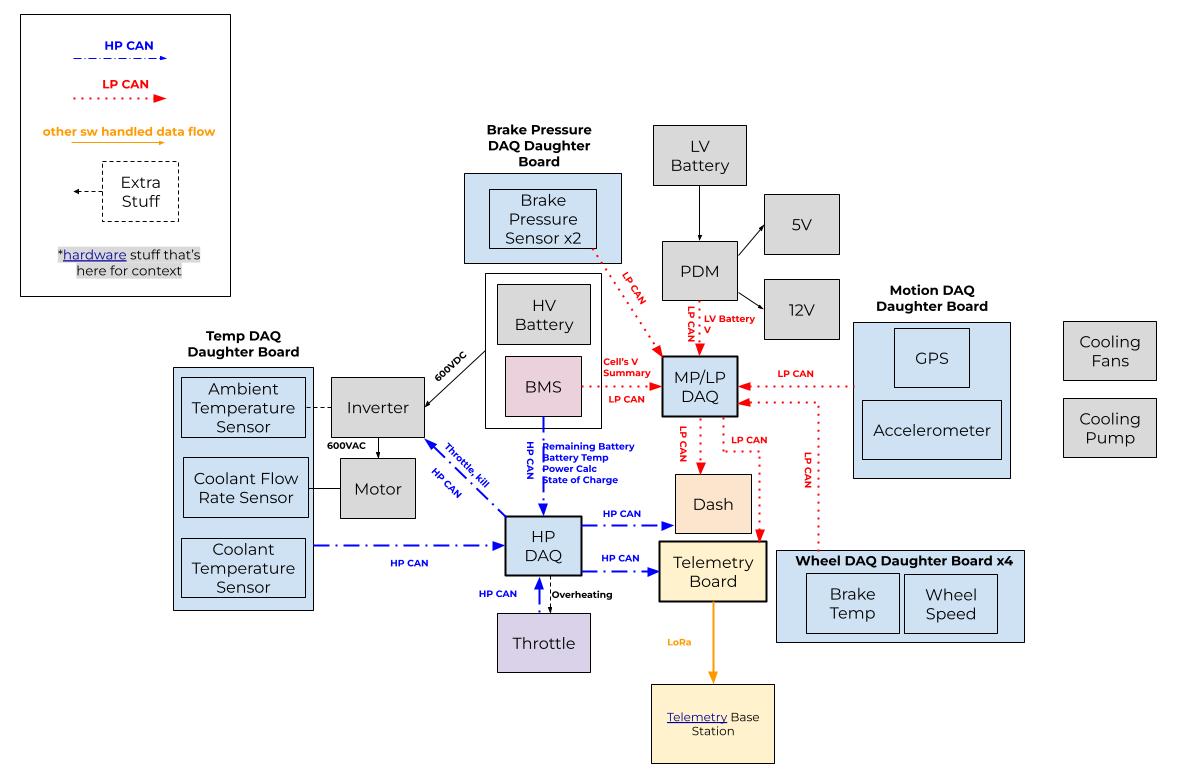 HP CAN
LP CAN
other sw handled data flow
Extra
Stuff
*hardware stuff that's
here for context
Brake Pressure
DAQ Daughter
Board
Brake
Pressure
Sensor x2
LV
Battery
5V
PDM
12V
LP CAN
LP CAN
LV Battery
V
Motion DAQ
Daughter Board
GPS
Accelerometer
Cooling
Fans
Cooling
Pump
HV
Battery
BMS
Cell's V
Summary
LP CAN
MP/LP
DAQ
LP CAN
Temp DAQ
Daughter Board
Ambient
Temperature
Sensor
Coolant Flow
Rate Sensor
Coolant
Temperature
Sensor
Inverter
600VDC
600VAC
Motor
Throttle, kill
HP CAN
HP CAN
Remaining Battery
Battery Temp
Power Calc
State of Charge
LP CAN
LP CAN
LP CAN
Dash
HP
DAQ
HP CAN
HP CAN
HP CAN
Telemetry
Board
Wheel DAQ Daughter Board x4
Brake
Temp
Wheel
Speed
HP CAN
Overheating
Throttle
LoRa
Telemetry Base
Station